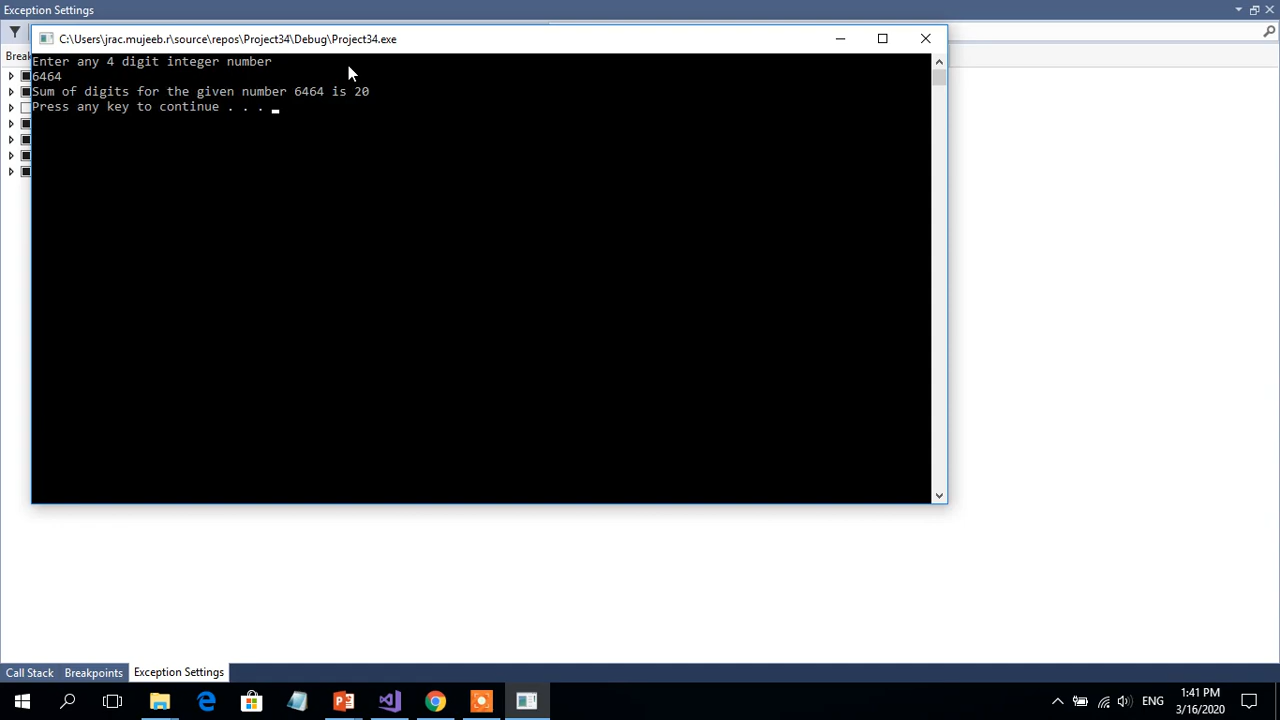 Exception Settings
C:\Users\jrac.mujeeb.r\source\repos\Project34\Debug\Project34.exe
Enter any 4 digit integer number
6464
Sum of digits for the given number 6464 is 20
Press any key to continue . . .
Brea
Call Stack
Breakpoints
Exception Settings
ENG
1:41 PM
3/16/2020